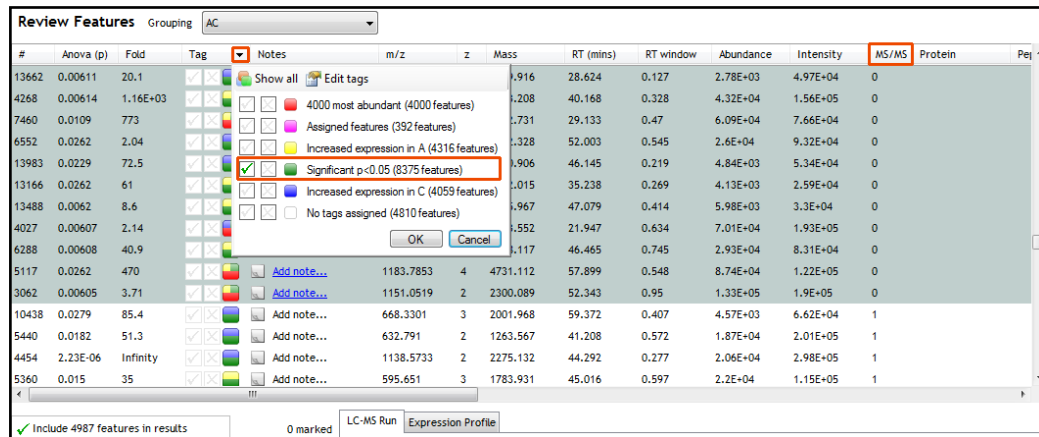 Review Features Grouping AC
# Anova (p) Fold Tag Notes m/z z Mass RT (mins) RT window Abundance Intensity MS/MS Protein Pep
13662 0.00611 20.1 .916 28.624 0.127 2.78E+03 4.97E+04 0
Show all Edit tags
4268 0.00614 1.16E+03 .208 40.168 0.328 4.32E+04 1.56E+05 0
4000 most abundant (4000 features)
7460 0.0109 773 .731 29.133 0.47 6.09E+04 7.66E+04 0
Assigned features (392 features)
6552 0.0262 2.04 .328 52.003 0.545 2.6E+04 9.32E+04 0
Increased expression in A (4316 features)
13983 0.0229 72.5 .906 46.145 0.219 4.84E+03 5.34E+04 0
Significant p<0.05 (8375 features)
13166 0.0262 61 .015 35.238 0.269 4.13E+03 2.59E+04 0
Increased expression in C (4059 features)
13488 0.0062 8.6 .967 47.079 0.414 5.98E+03 3.3E+04 0
No tags assigned (4810 features)
4027 0.00607 2.14 .552 21.947 0.634 7.01E+04 1.93E+05 0
OK Cancel
6288 0.00608 40.9 .117 46.465 0.745 2.93E+04 8.31E+04 0
5117 0.0262 470 Add note... 1183.7853 4 4731.112 57.899 0.548 8.74E+04 1.22E+05 0
3062 0.00605 3.71 Add note... 1151.0519 2 2300.089 52.343 0.95 1.33E+05 1.9E+05 0
10438 0.0279 85.4 Add note... 668.3301 3 2001.968 59.372 0.407 4.57E+03 6.62E+04 1
5440 0.0182 51.3 Add note... 632.791 2 1263.567 41.208 0.572 1.87E+04 2.01E+05 1
4454 2.23E-06 Infinity Add note... 1138.5733 2 2275.132 44.292 0.277 2.06E+04 2.98E+05 1
5360 0.015 35 Add note... 595.651 3 1783.931 45.016 0.597 2.2E+04 1.15E+05 1
Include 4987 features in results 0 marked LC-MS Run Expression Profile